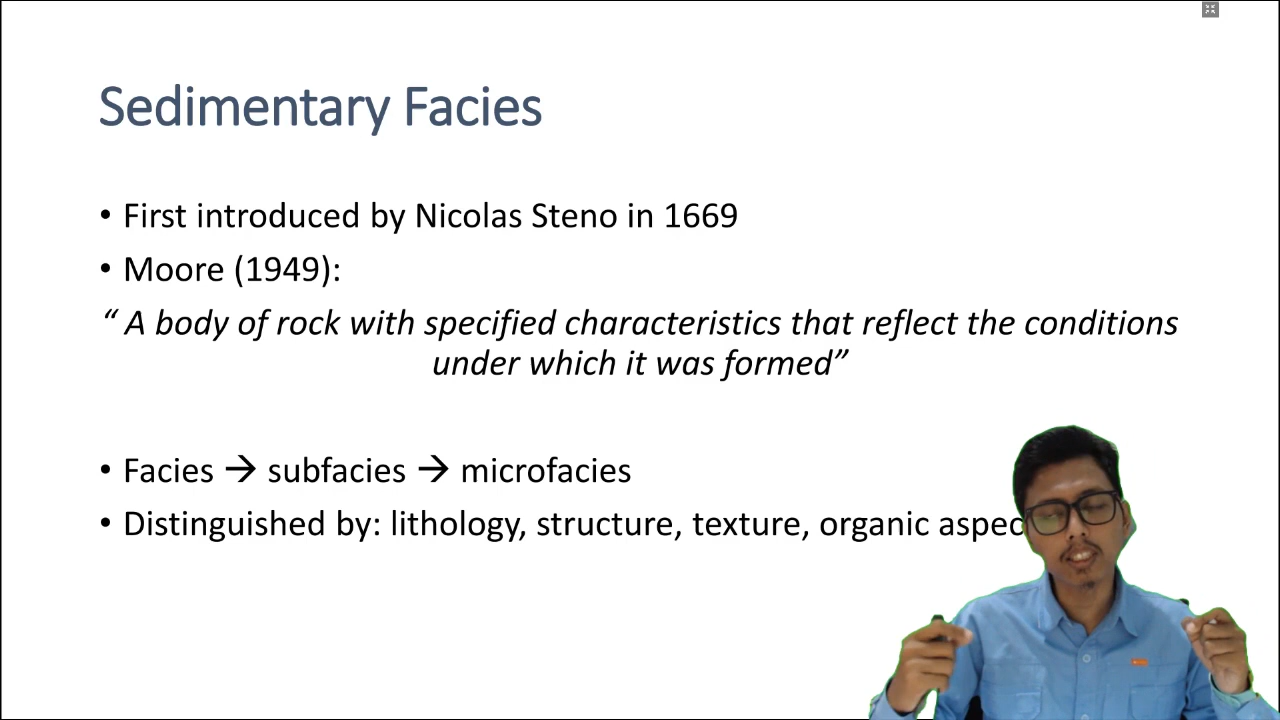 Sedimentary Facies
• First introduced by Nicolas Steno in 1669
• Moore (1949):
“ A body of rock with specified characteristics that reflect the conditions
under which it was formed”
• Facies → subfacies → microfacies
• Distinguished by: lithology, structure, texture, organic